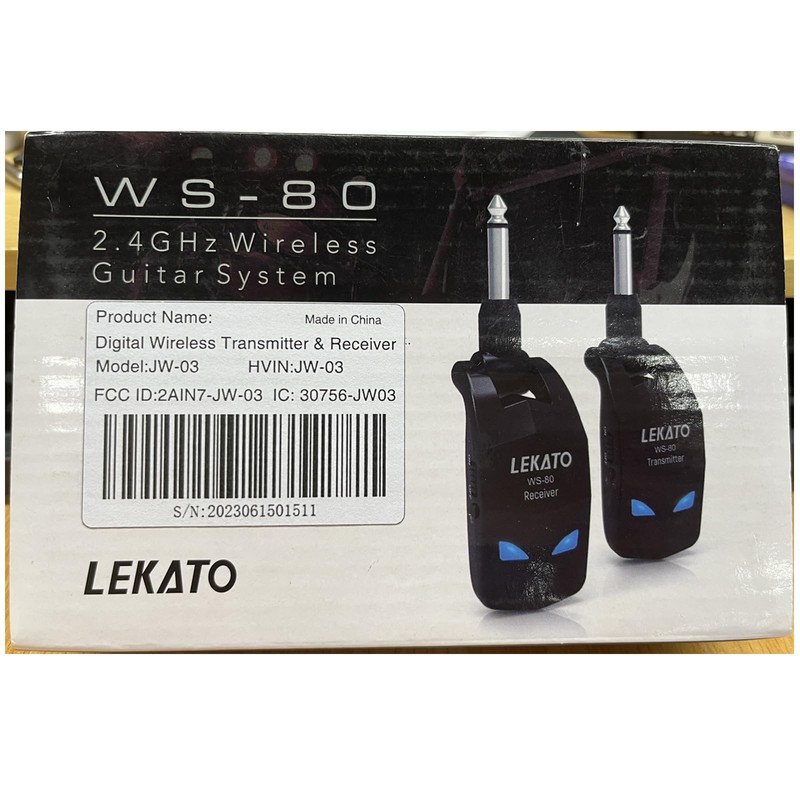 WS-80
2.4GHz Wireless
Guitar System
Product Name:
Made in China
Digital Wireless Transmitter & Receiver
Model:JW-03 HVIN:JW-03
FCC ID:2AIN7-JW-03 IC: 30756-JW03
S/N:2023061501511
LEKATO
LEKATO
WS-80
Receiver
LEKATO
WS-80
Transmitter